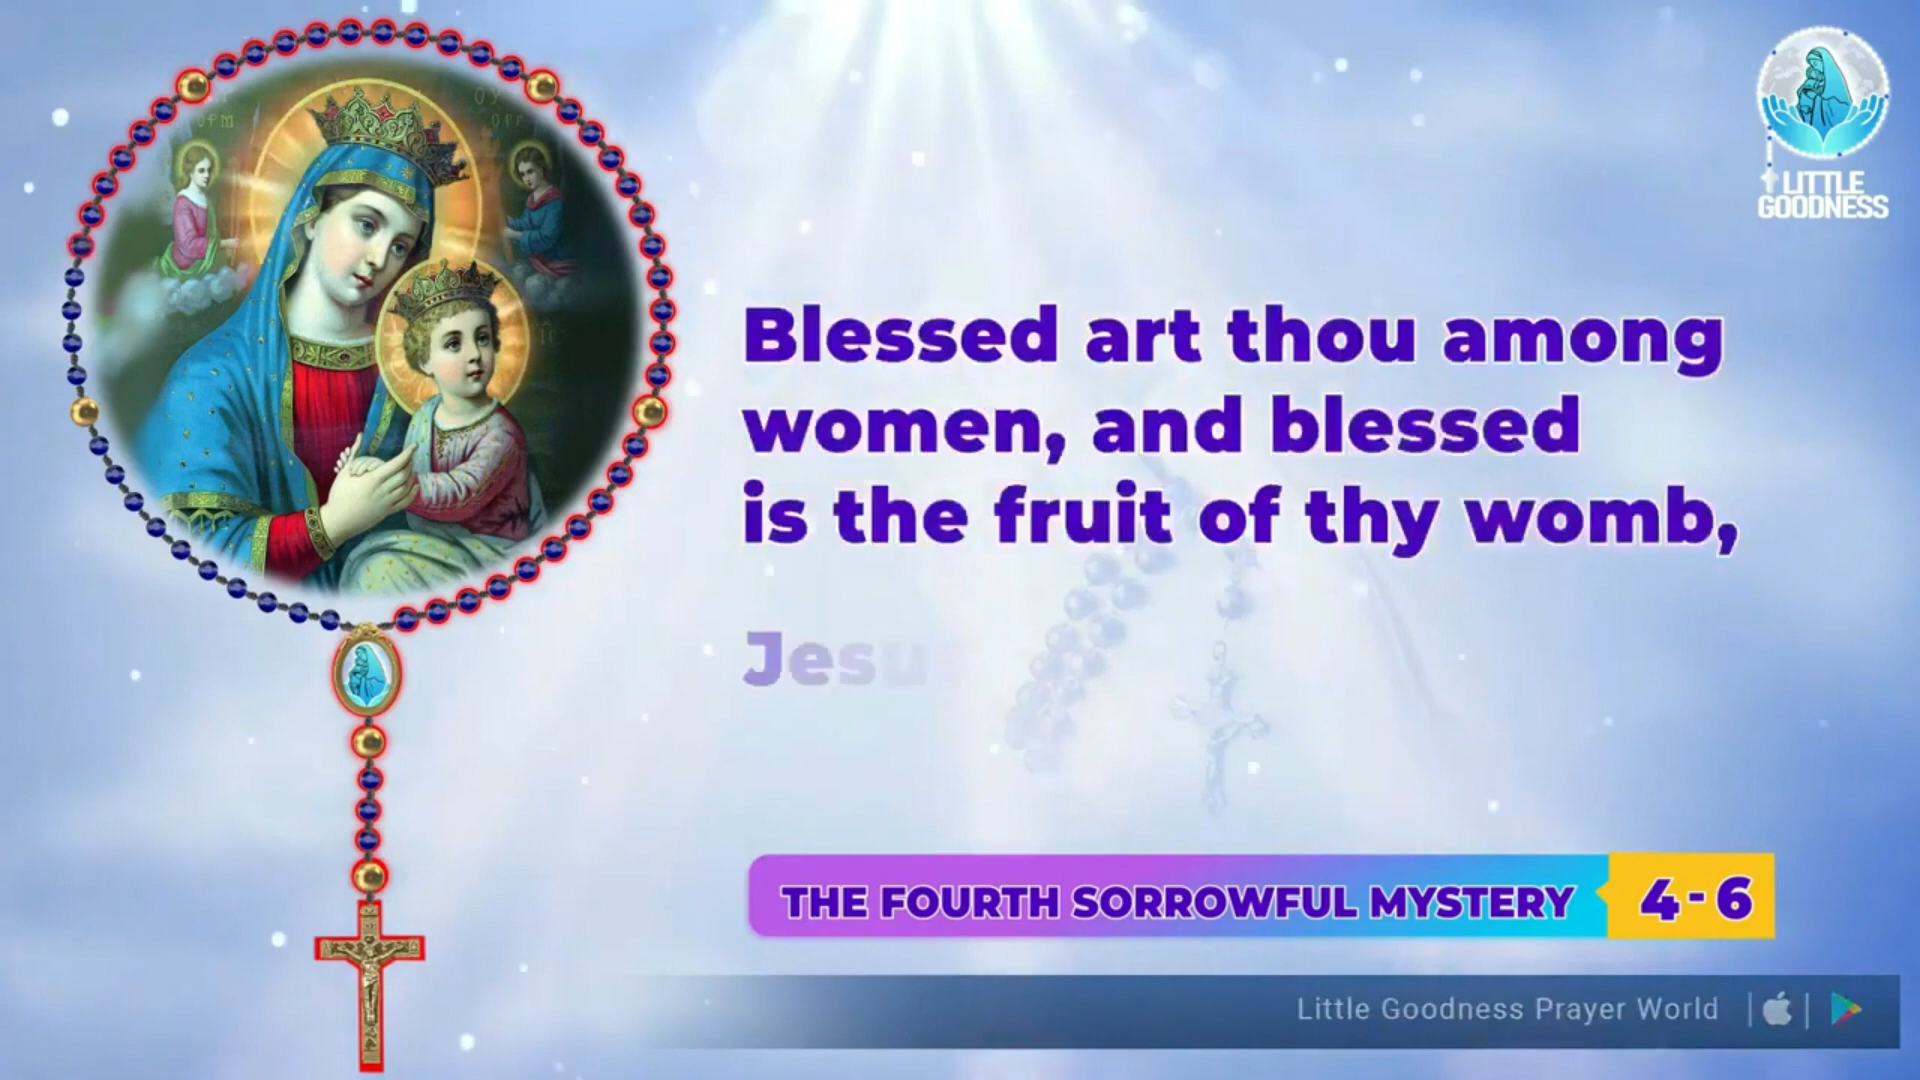 LITTLE
GOODNESS
Blessed art thou among
women, and blessed
is the fruit of thy womb,
Jesu
THE FOURTH SORROWFUL MYSTERY 4-6
Little Goodness Prayer World